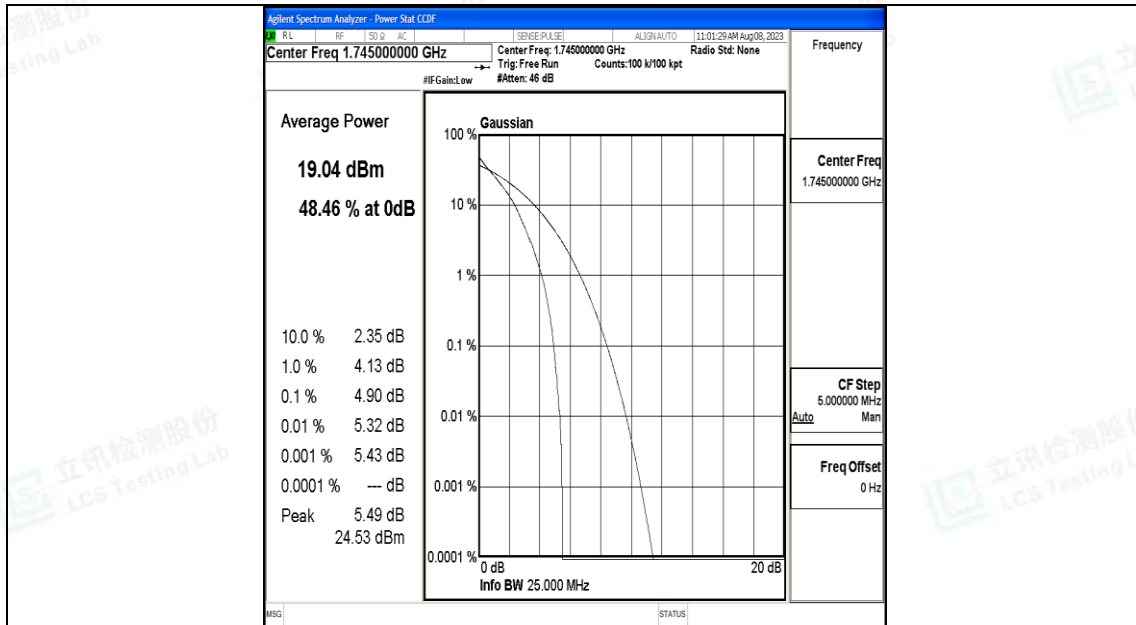 Agilent Spectrum Analyzer - Power Stat CCDF
RL RF 50 Ω AC SENSE:PULSE ALIGN AUTO 11:01:29 AM Aug 08, 2023
Center Freq 1.745000000 GHz
Center Freq: 1.745000000 GHz
Radio Std: None
Trig: Free Run
Counts:100 k/100 kpt
#IFGain:Low
#Atten: 46 dB
Frequency
Average Power
19.04 dBm
48.46 % at 0dB
10.0 % 2.35 dB
1.0 % 4.13 dB
0.1 % 4.90 dB
0.01 % 5.32 dB
0.001 % 5.43 dB
0.0001 % --- dB
Peak 5.49 dB
24.53 dBm
Gaussian
100 %
10 %
1 %
0.1 %
0.01 %
0.001 %
0.0001 %
0 dB
20 dB
Info BW 25.000 MHz
Center Freq
1.745000000 GHz
CF Step
5.000000 MHz
Auto Man
Freq Offset
0 Hz
MSG
STATUS
立讯检测股份
LCS Testing Lab
立讯检测股份
LCS Testing L